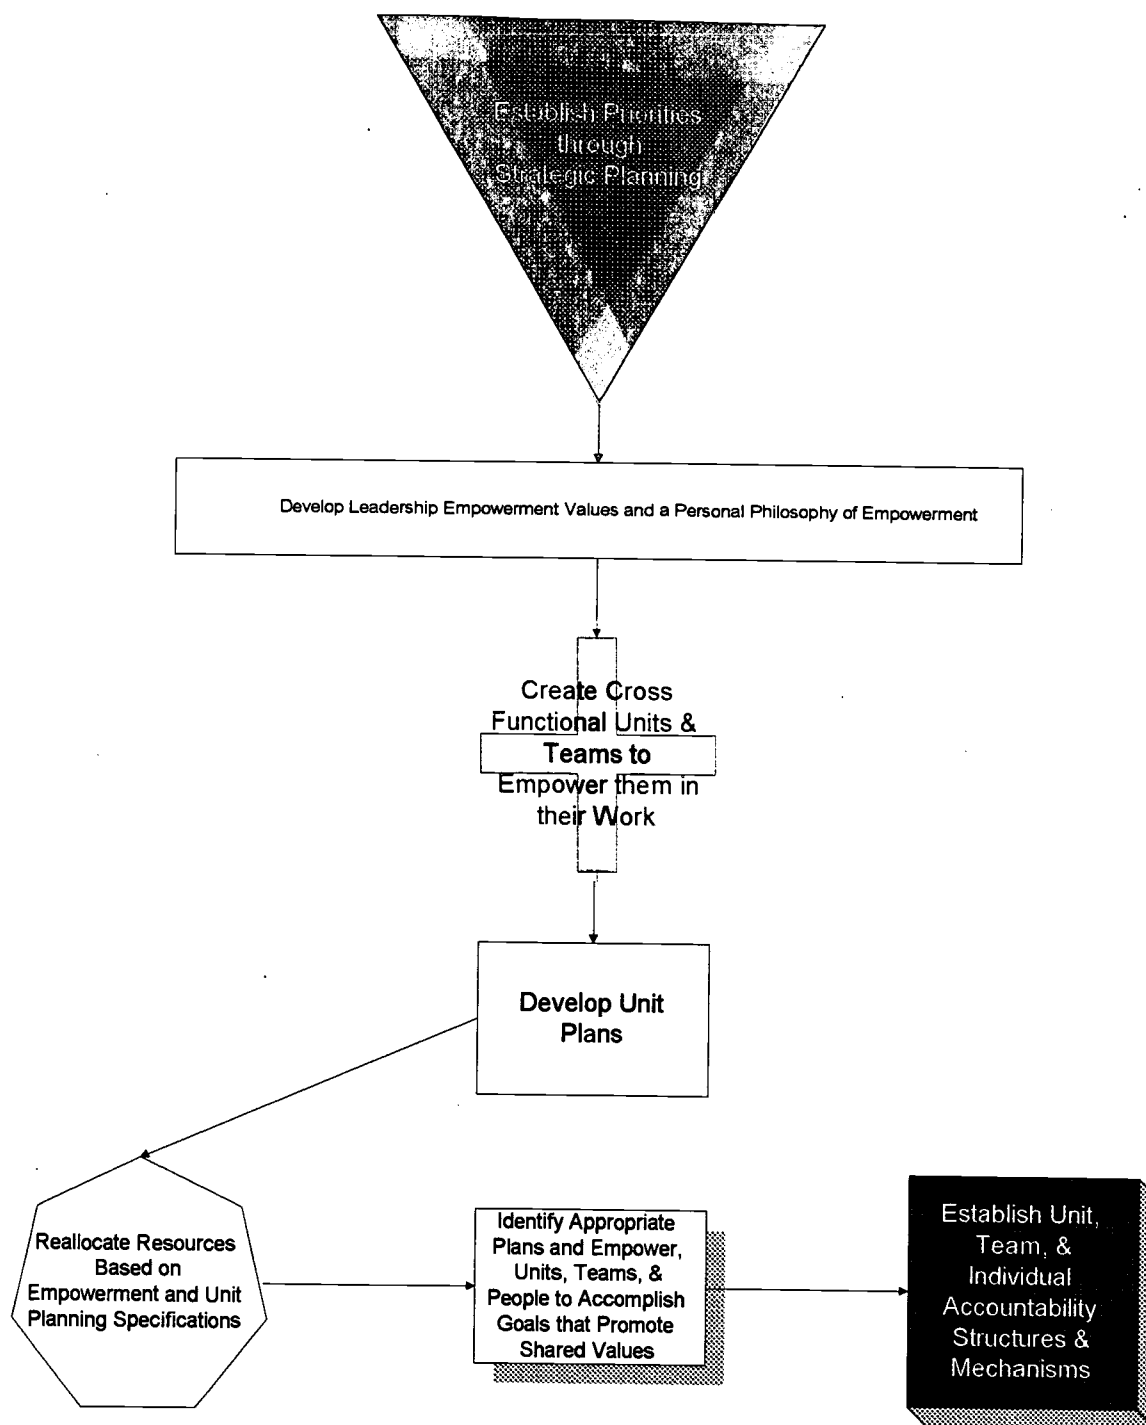 Establish Priorities
through
Strategic Planning
Develop Leadership Empowerment Values and a Personal Philosophy of Empowerment
Create Cross
Functional Units &
Teams to
Empower them in
their Work
Develop Unit
Plans
Reallocate Resources
Based on
Empowerment and Unit
Planning Specifications
Identify Appropriate
Plans and Empower,
Units, Teams, &
People to Accomplish
Goals that Promote
Shared Values
Establish Unit,
Team, &
Individual
Accountability
Structures &
Mechanisms